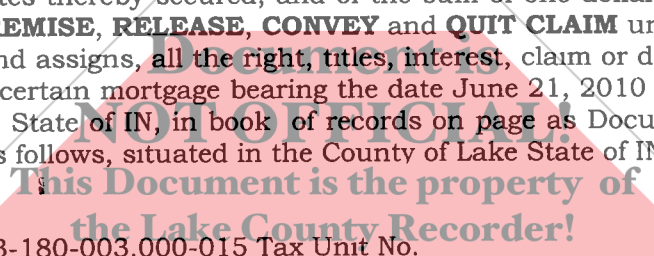 tes thereby secured, and of the sum of one dolla
EMISE, RELEASE, CONVEY and QUIT CLAIM un
nd assigns, all the right, titles, interest, claim or d
Document is
certain mortgage bearing the date June 21, 2010
NOT OFFICIAL!
State of IN, in book of records on page as Docu
s follows, situated in the County of Lake State of IN
This Document is the property of
the Lake County Recorder!
3-180-003.000-015 Tax Unit No.